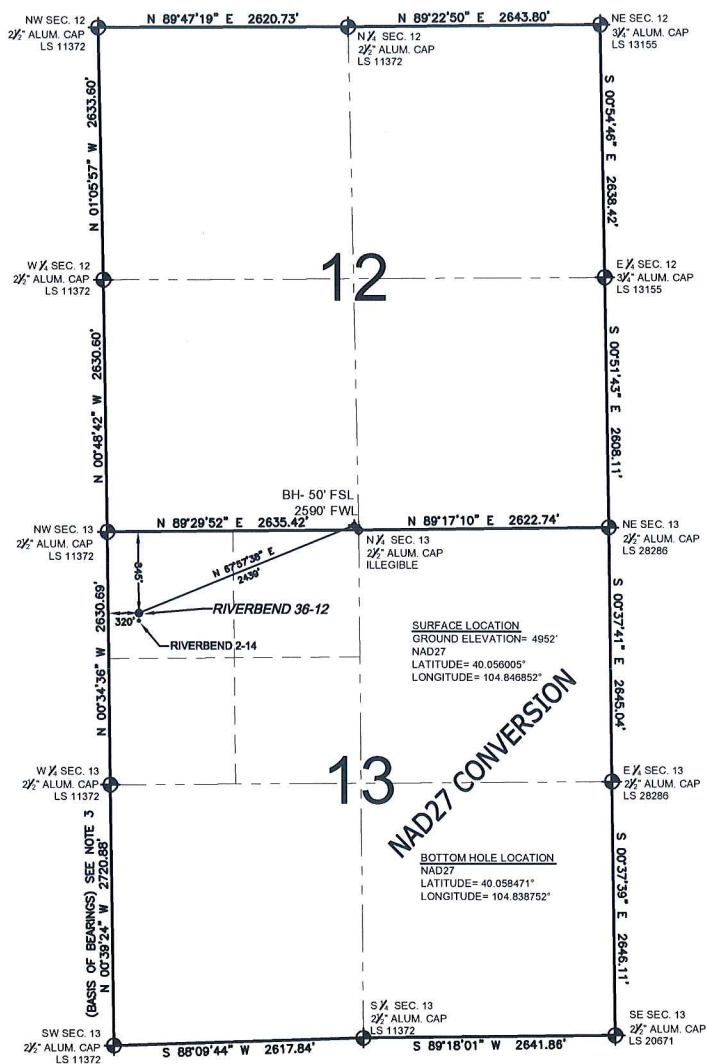 NW SEC. 12
2½" ALUM. CAP
LS 11372
N 89°47'19" E 2620.73'
N 89°22'50" E 2643.80'
NE SEC. 12
3¼" ALUM. CAP
LS 13155
N ¼ SEC. 12
2½" ALUM. CAP
LS 11372
N 01°05'57" W 2633.60'
S 00°54'46" E 2638.42'
W ¼ SEC. 12
2½" ALUM. CAP
LS 11372
12
E ¼ SEC. 12
3¼" ALUM. CAP
LS 13155
N 00°48'42" W 2630.60'
S 00°51'43" E 2608.11'
BH- 50' FSL
2590' FWL
NW SEC. 13
2½" ALUM. CAP
LS 11372
N 89°29'52" E 2635.42'
N 89°17'10" E 2622.74'
NE SEC. 13
2½" ALUM. CAP
LS 28286
N ¼ SEC. 13
2½" ALUM. CAP
ILLEGIBLE
N 67°57'38" E
2439'
845'
320'
RIVERBEND 36-12
RIVERBEND 2-14
N 00°34'36" W 2630.69'
S 00°37'41" E 2645.04'
SURFACE LOCATION
GROUND ELEVATION= 4952'
NAD27
LATITUDE= 40.056005°
LONGITUDE= 104.846852°
NAD27 CONVERSION
W ¼ SEC. 13
2½" ALUM. CAP
LS 11372
13
E ¼ SEC. 13
2½" ALUM. CAP
LS 28286
BOTTOM HOLE LOCATION
NAD27
LATITUDE= 40.058471°
LONGITUDE= 104.838752°
(BASIS OF BEARINGS) SEE NOTE 3
N 00°39'24" W 2720.88'
S 00°37'39" E 2646.11'
SW SEC. 13
2½" ALUM. CAP
LS 11372
S 88°09'44" W 2617.84'
S ¼ SEC. 13
2½" ALUM. CAP
LS 11372
S 89°18'01" W 2641.86'
SE SEC. 13
2½" ALUM. CAP
LS 20671